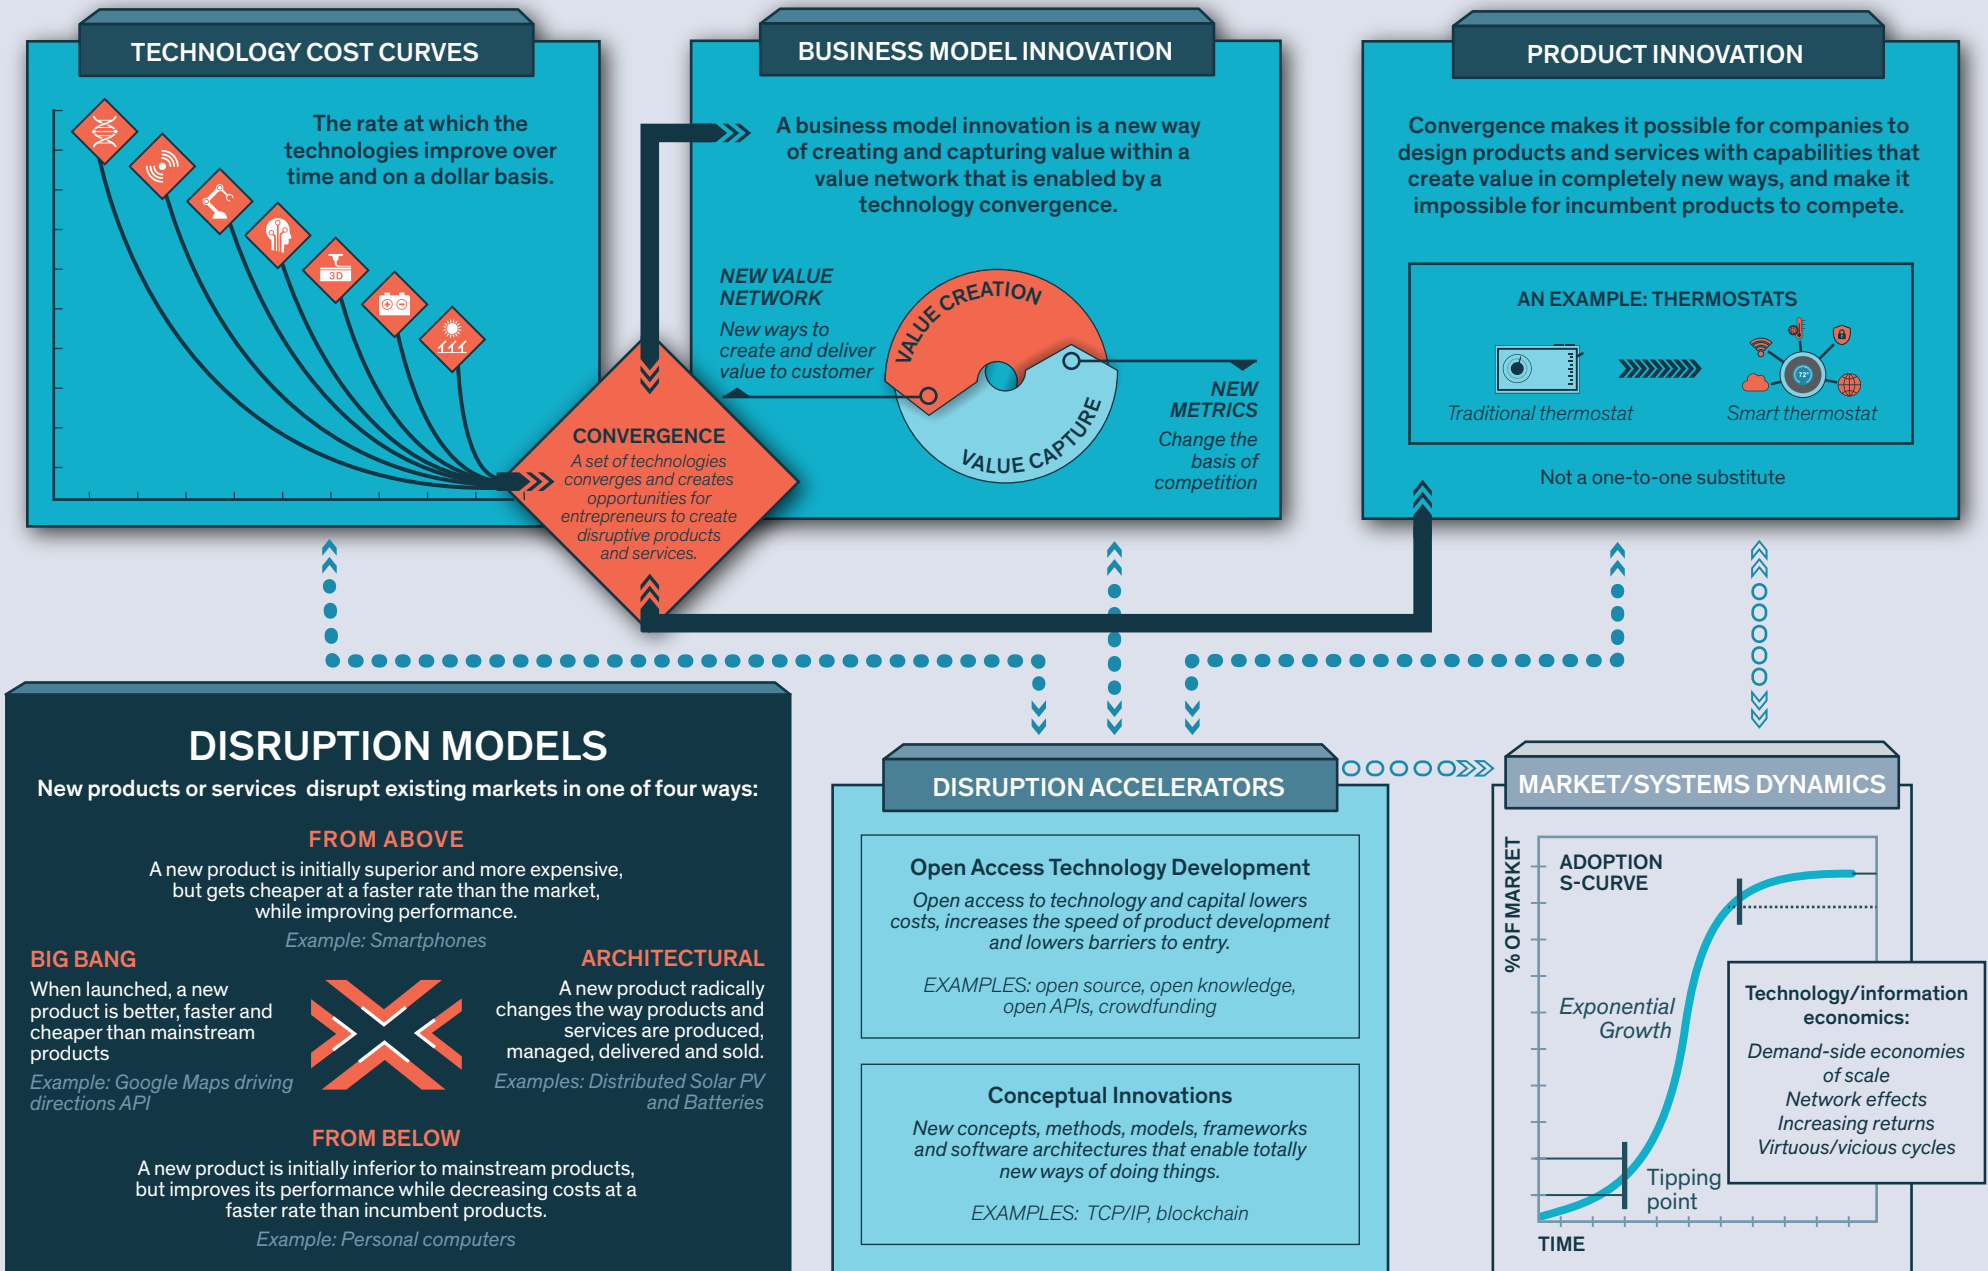 TECHNOLOGY COST CURVES
The rate at which the
technologies improve over
time and on a dollar basis.
3D
CONVERGENCE
A set of technologies
converges and creates
opportunities for
entrepreneurs to create
disruptive products
and services.
BUSINESS MODEL INNOVATION
A business model innovation is a new way
of creating and capturing value within a
value network that is enabled by a
technology convergence.
NEW VALUE
NETWORK
New ways to
create and deliver
value to customer
VALUE CREATION
VALUE CAPTURE
NEW
METRICS
Change the
basis of
competition
PRODUCT INNOVATION
Convergence makes it possible for companies to
design products and services with capabilities that
create value in completely new ways, and make it
impossible for incumbent products to compete.
AN EXAMPLE: THERMOSTATS
72°
Traditional thermostat
Smart thermostat
Not a one-to-one substitute
DISRUPTION MODELS
New products or services disrupt existing markets in one of four ways:
FROM ABOVE
A new product is initially superior and more expensive,
but gets cheaper at a faster rate than the market,
while improving performance.
Example: Smartphones
BIG BANG
When launched, a new
product is better, faster and
cheaper than mainstream
products
Example: Google Maps driving
directions API
ARCHITECTURAL
A new product radically
changes the way products and
services are produced,
managed, delivered and sold.
Examples: Distributed Solar PV
and Batteries
FROM BELOW
A new product is initially inferior to mainstream products,
but improves its performance while decreasing costs at a
faster rate than incumbent products.
Example: Personal computers
DISRUPTION ACCELERATORS
Open Access Technology Development
Open access to technology and capital lowers
costs, increases the speed of product development
and lowers barriers to entry.
EXAMPLES: open source, open knowledge,
open APIs, crowdfunding
Conceptual Innovations
New concepts, methods, models, frameworks
and software architectures that enable totally
new ways of doing things.
EXAMPLES: TCP/IP, blockchain
MARKET/SYSTEMS DYNAMICS
% OF MARKET
ADOPTION
S-CURVE
Exponential
Growth
Tipping
point
TIME
Technology/information
economics:
Demand-side economies
of scale
Network effects
Increasing returns
Virtuous/vicious cycles